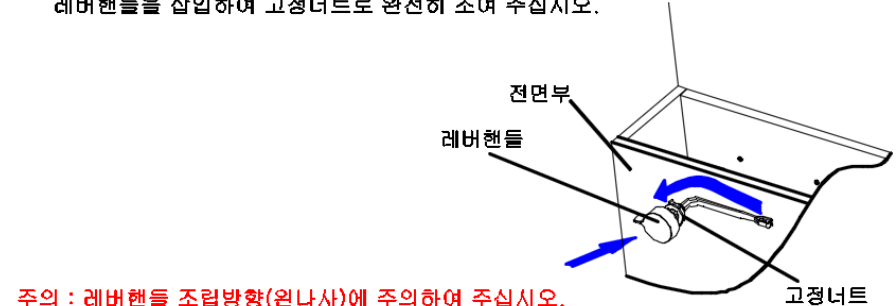 레버핸들을 삽입하여 고정너트로 완전히 조여 주십시오.
전면부
레버핸들
주의 : 레버핸들 조립방향(왼나사)에 주의하여 주십시오.
고정너트